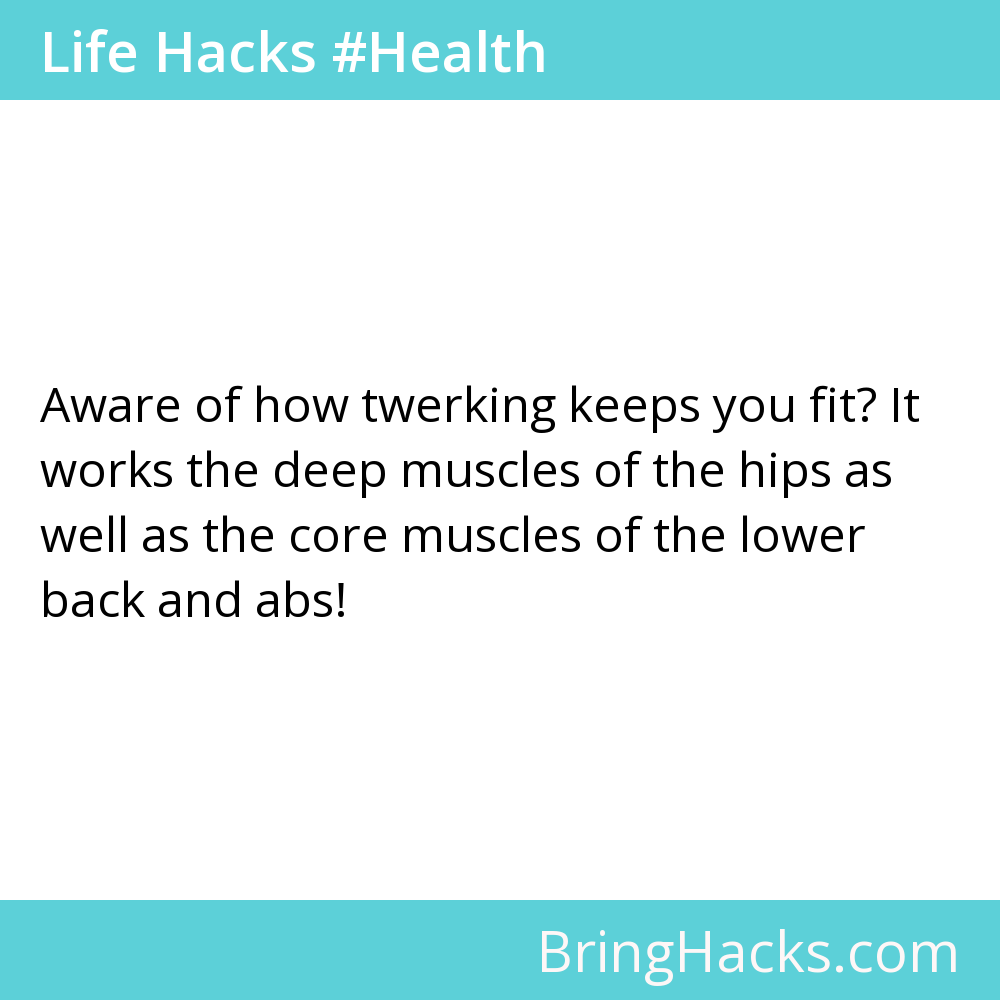 Life Hacks #Health
Aware of how twerking keeps you fit? It
works the deep muscles of the hips as
well as the core muscles of the lower
back and abs!
BringHacks.com